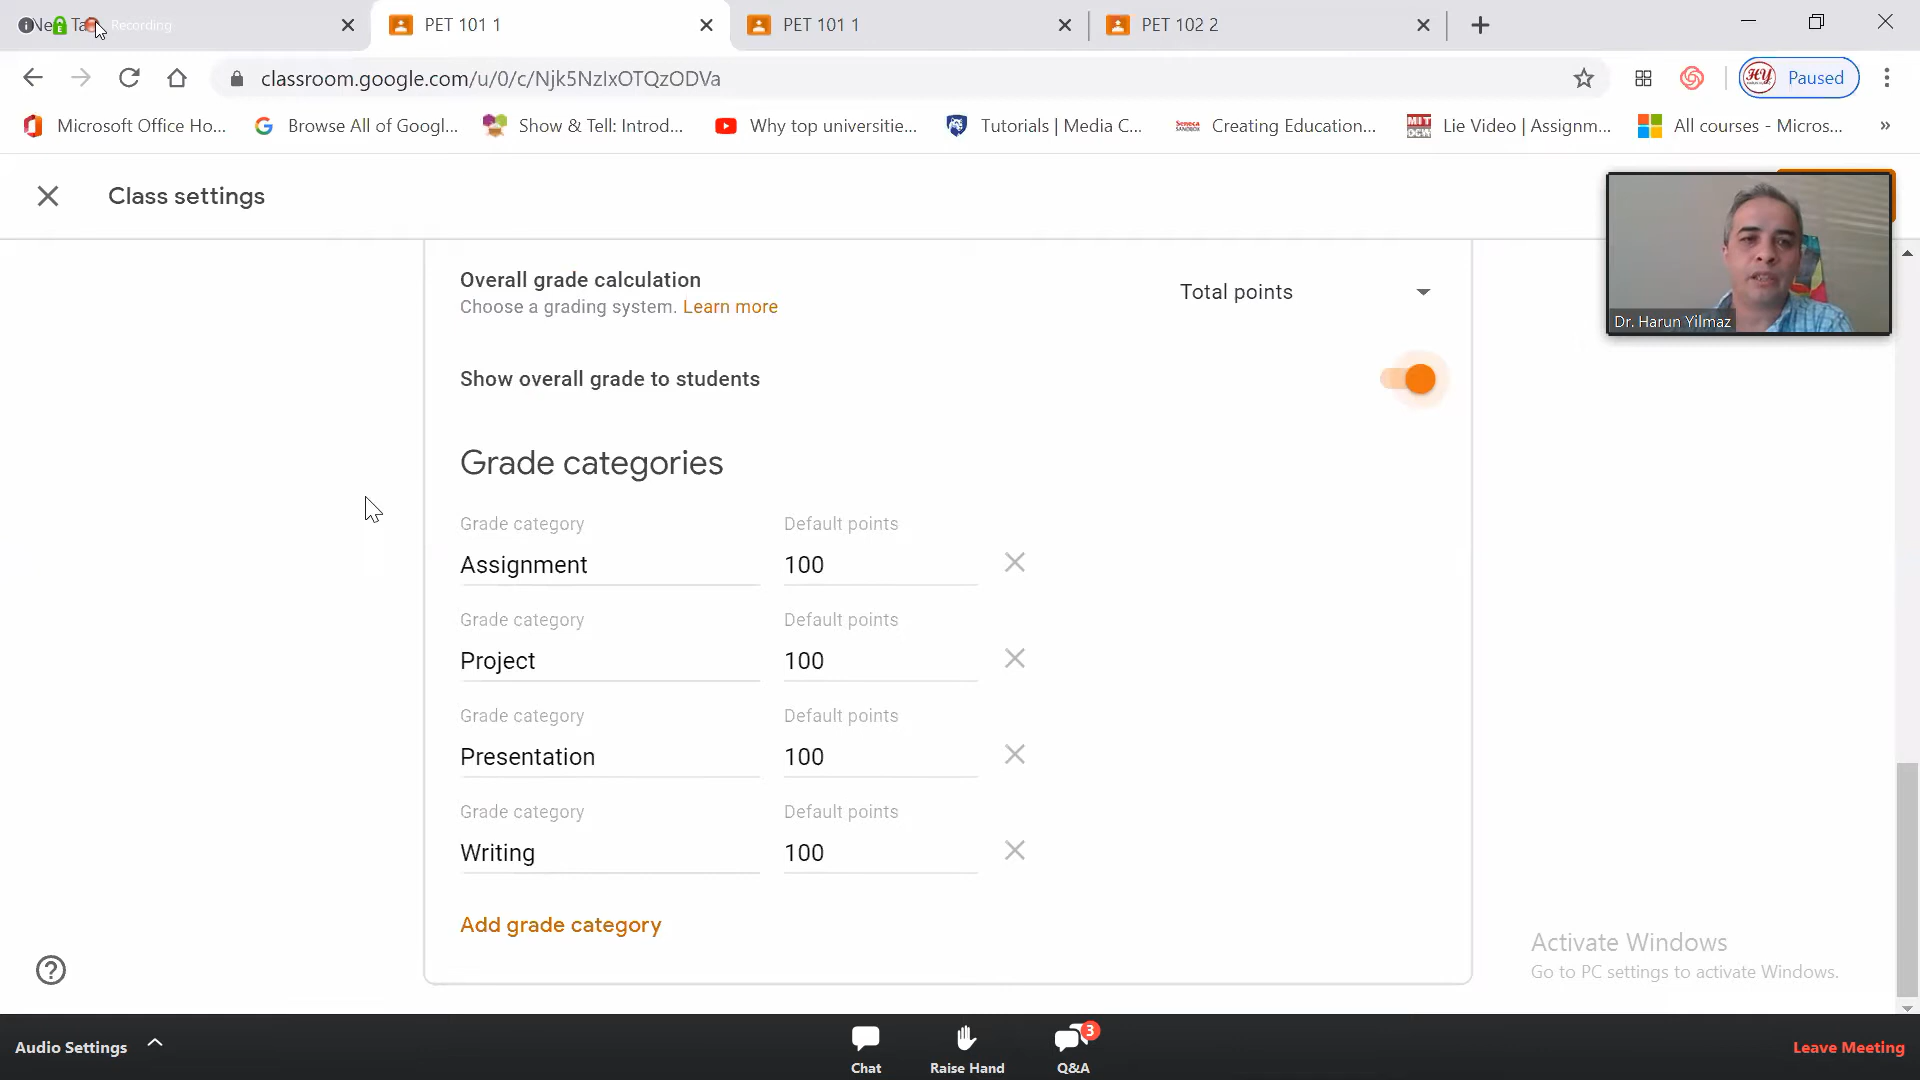 Ne Ta Recording
PET 101 1
PET 101 1
PET 102 2
classroom.google.com/u/0/c/Njk5NzIxOTQzODVa
Paused
Microsoft Office Ho...
Browse All of Googl...
Show & Tell: Introd...
Why top universitie...
Tutorials | Media C...
Creating Education...
Lie Video | Assignm...
All courses - Micros...
»
Class settings
Dr. Harun Yilmaz
Overall grade calculation
Choose a grading system. Learn more
Total points
Show overall grade to students
Grade categories
Grade category Default points
Assignment 100
Grade category Default points
Project 100
Grade category Default points
Presentation 100
Grade category Default points
Writing 100
Add grade category
Activate Windows
Go to PC settings to activate Windows.
Audio Settings
Chat
Raise Hand
3
Q&A
Leave Meeting